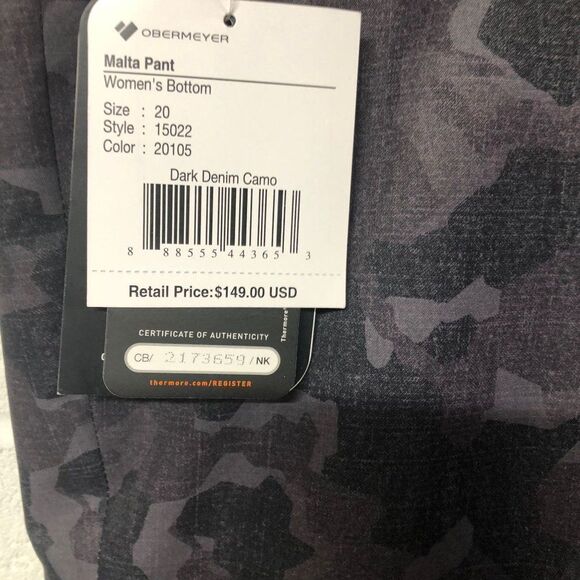 OBERMEYER
Malta Pant
Women's Bottom
Size : 20
Style : 15022
Color : 20105
Dark Denim Camo
8 88555 44365 3
Retail Price:$149.00 USD
CERTIFICATE OF AUTHENTICITY
CB/ 2173659 /NK
thermore.com/REGISTER
Thermore